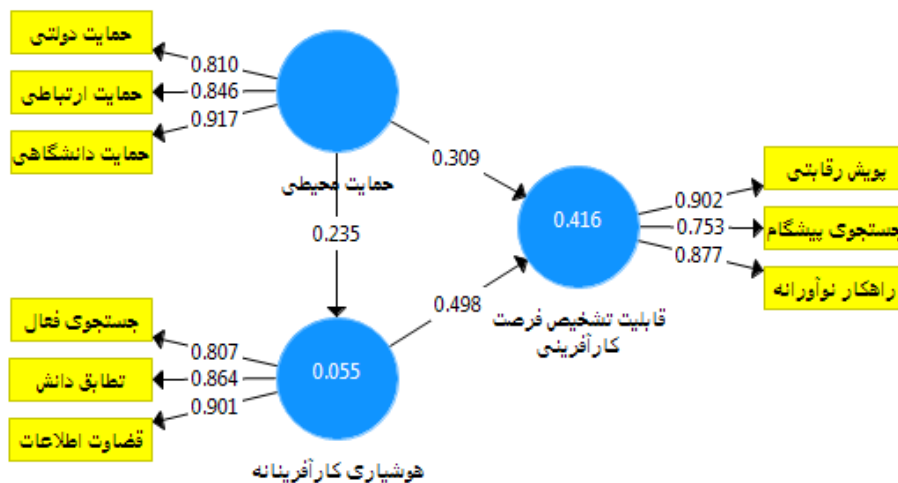 حمایت دولتی
0.810
حمایت ارتباطی
0.846
حمایت دانشگاهی
0.917
حمایت محیطی
0.309
0.235
پویش رقابتی
0.902
جستجوی پیشگام
0.753
راهکار نوآورانه
0.877
0.416
قابلیت تشخیص فرصت
کارآفرینی
0.498
جستجوی فعال
0.807
تطابق دانش
0.864
قضاوت اطلاعات
0.901
0.055
هوشیاری کارآفرینانه